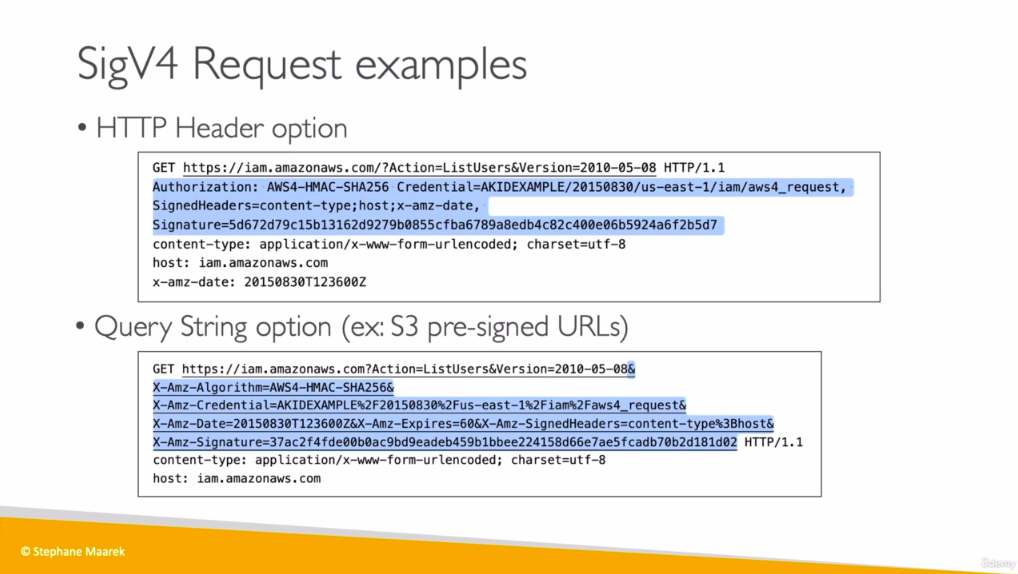 SigV4 Request examples
• HTTP Header option
GET https://iam.amazonaws.com/?Action=ListUsers&Version=2010-05-08 HTTP/1.1
Authorization: AWS4-HMAC-SHA256 Credential=AKIDEXAMPLE/20150830/us-east-1/iam/aws4_request,
SignedHeaders=content-type;host;x-amz-date,
Signature=5d672d79c15b13162d9279b0855cfba6789a8edb4c82c400e06b5924a6f2b5d7
content-type: application/x-www-form-urlencoded; charset=utf-8
host: iam.amazonaws.com
x-amz-date: 20150830T123600Z
• Query String option (ex: S3 pre-signed URLs)
GET https://iam.amazonaws.com?Action=ListUsers&Version=2010-05-08&
X-Amz-Algorithm=AWS4-HMAC-SHA256&
X-Amz-Credential=AKIDEXAMPLE%2F20150830%2Fus-east-1%2Fiam%2Faws4_request&
X-Amz-Date=20150830T123600Z&X-Amz-Expires=60&X-Amz-SignedHeaders=content-type%3Bhost&
X-Amz-Signature=37ac2f4fde00b0ac9bd9eadeb459b1bbee224158d66e7ae5fcadb70b2d181d02 HTTP/1.1
content-type: application/x-www-form-urlencoded; charset=utf-8
host: iam.amazonaws.com
© Stephane Maarek
ûdemy